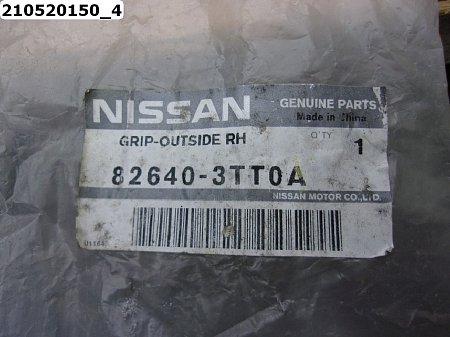 210520150_4
NISSAN
GENUINE PARTS
Made in China
GRIP-OUTSIDE RH
Q'TY
1
82640-3TT0A
NISSAN MOTOR CO.,LTD.